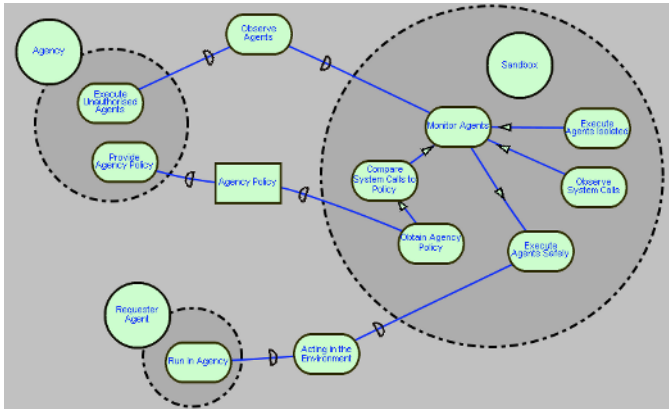 Agency
Observe
Agents
Sandbox
Execute
Unauthorised
Agents
Monitor Agents
Execute
Agents Isolated
Provide
Agency Policy
Agency Policy
Compare
System Calls to
Policy
Observe
System Calls
Obtain Agency
Policy
Execute
Agents Safely
Requester
Agent
Run In Agency
Acting in the
Environment